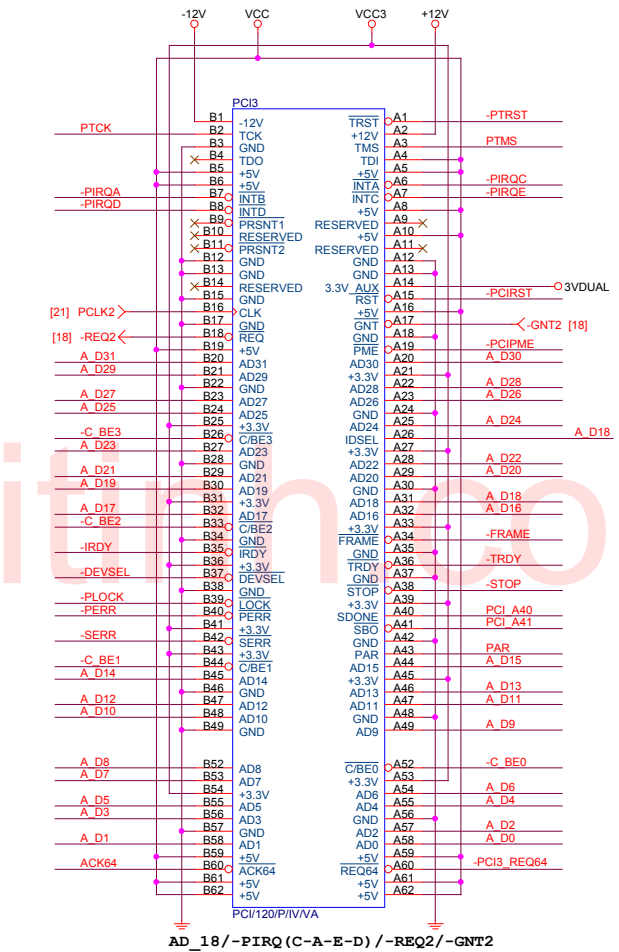 -12V VCC VCC3 +12V
PCI3
B1 -12V TRST A1 -PTRST
PTCK B2 TCK +12V A2
B3 GND TMS A3 PTMS
B4 TDO TDI A4
B5 +5V +5V A5
B6 +5V INTA A6 -PIRQC
-PIRQA B7 INTB INTC A7 -PIRQE
-PIRQD B8 INTD +5V A8
B9 PRSNT1 RESERVED A9
B10 RESERVED +5V A10
B11 PRSNT2 RESERVED A11
B12 GND GND A12
B13 GND GND A13
B14 RESERVED 3.3V_AUX A14 3VDUAL
B15 GND RST A15 -PCIRST
[21] PCLK2 B16 CLK +5V A16
B17 GND GNT A17 -GNT2 [18]
[18] -REQ2 B18 REQ GND A18
B19 +5V PME A19 -PCIPME
A_D31 B20 AD31 AD30 A20 A_D30
A_D29 B21 AD29 +3.3V A21
B22 GND AD28 A22 A_D28
A_D27 B23 AD27 AD26 A23 A_D26
A_D25 B24 AD25 GND A24
B25 +3.3V AD24 A25 A_D24
-C_BE3 B26 C/BE3 IDSEL A26 A_D18
A_D23 B27 AD23 +3.3V A27
B28 GND AD22 A28 A_D22
A_D21 B29 AD21 AD20 A29 A_D20
A_D19 B30 AD19 GND A30
B31 +3.3V AD18 A31 A_D18
A_D17 B32 AD17 AD16 A32 A_D16
-C_BE2 B33 C/BE2 +3.3V A33
B34 GND FRAME A34 -FRAME
-IRDY B35 IRDY GND A35
B36 +3.3V TRDY A36 -TRDY
-DEVSEL B37 DEVSEL GND A37
B38 GND STOP A38 -STOP
-PLOCK B39 LOCK +3.3V A39
-PERR B40 PERR SDONE A40 PCI_A40
B41 +3.3V SBO A41 PCI_A41
-SERR B42 SERR GND A42
B43 +3.3V PAR A43 PAR
-C_BE1 B44 C/BE1 AD15 A44 A_D15
A_D14 B45 AD14 +3.3V A45
B46 GND AD13 A46 A_D13
A_D12 B47 AD12 AD11 A47 A_D11
A_D10 B48 AD10 GND A48
B49 GND AD9 A49 A_D9
A_D8 B52 AD8 C/BE0 A52 -C_BE0
A_D7 B53 AD7 +3.3V A53
B54 +3.3V AD6 A54 A_D6
A_D5 B55 AD5 AD4 A55 A_D4
A_D3 B56 AD3 GND A56
B57 GND AD2 A57 A_D2
A_D1 B58 AD1 AD0 A58 A_D0
B59 +5V +5V A59
ACK64 B60 ACK64 REQ64 A60 -PCI3_REQ64
B61 +5V +5V A61
B62 +5V +5V A62
PCI/120/P/IV/VA
AD_18/-PIRQ(C-A-E-D)/-REQ2/-GNT2
itinh.co